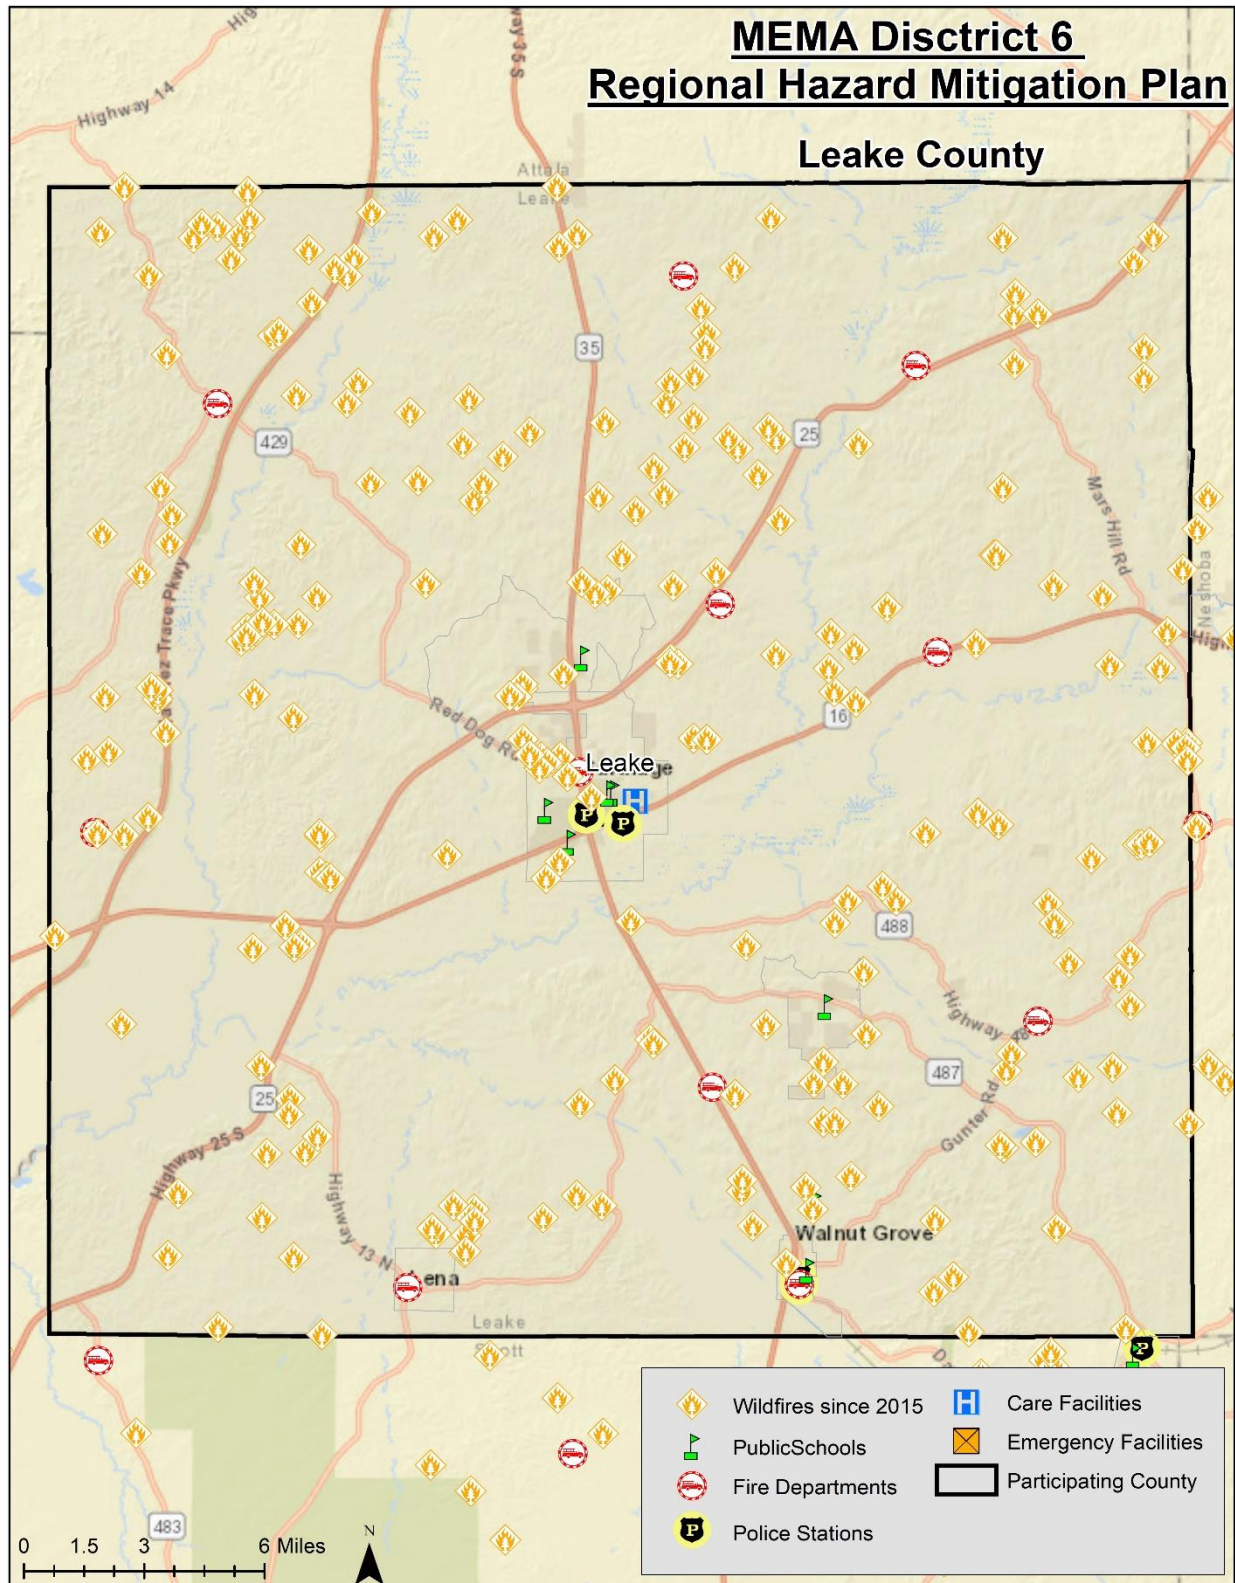 MEMA Disctrict 6
Regional Hazard Mitigation Plan
Leake County
Highway 14
Attala
Leake
35
25
429
Mars Hill Rd
Neshoba
Trace Pkwy
16
Red Dog Rd
Leake
H
P
P
488
Highway
487
Gunter Rd
25
Highway 25 S
Highway 13 N
Walnut Grove
Leake
P
483
Wildfires since 2015
PublicSchools
Fire Departments
P Police Stations
H Care Facilities
Emergency Facilities
Participating County
0 1.5 3 6 Miles
N